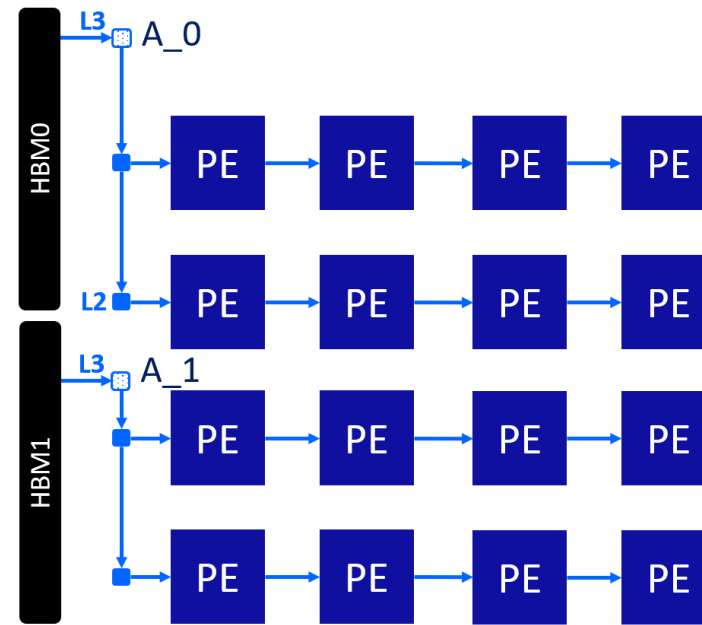 L3 A_0
HBM0
PE PE PE PE
L2 PE PE PE PE
L3 A_1
HBM1
PE PE PE PE
PE PE PE PE